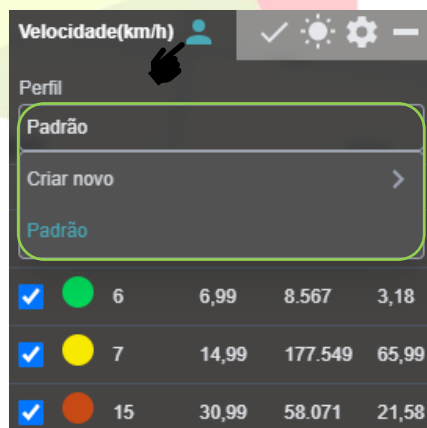 Velocidade(km/h)
Perfil
Padrão
Criar novo
Padrão
6 6,99 8.567 3,18
7 14,99 177.549 65,99
15 30,99 58.071 21,58